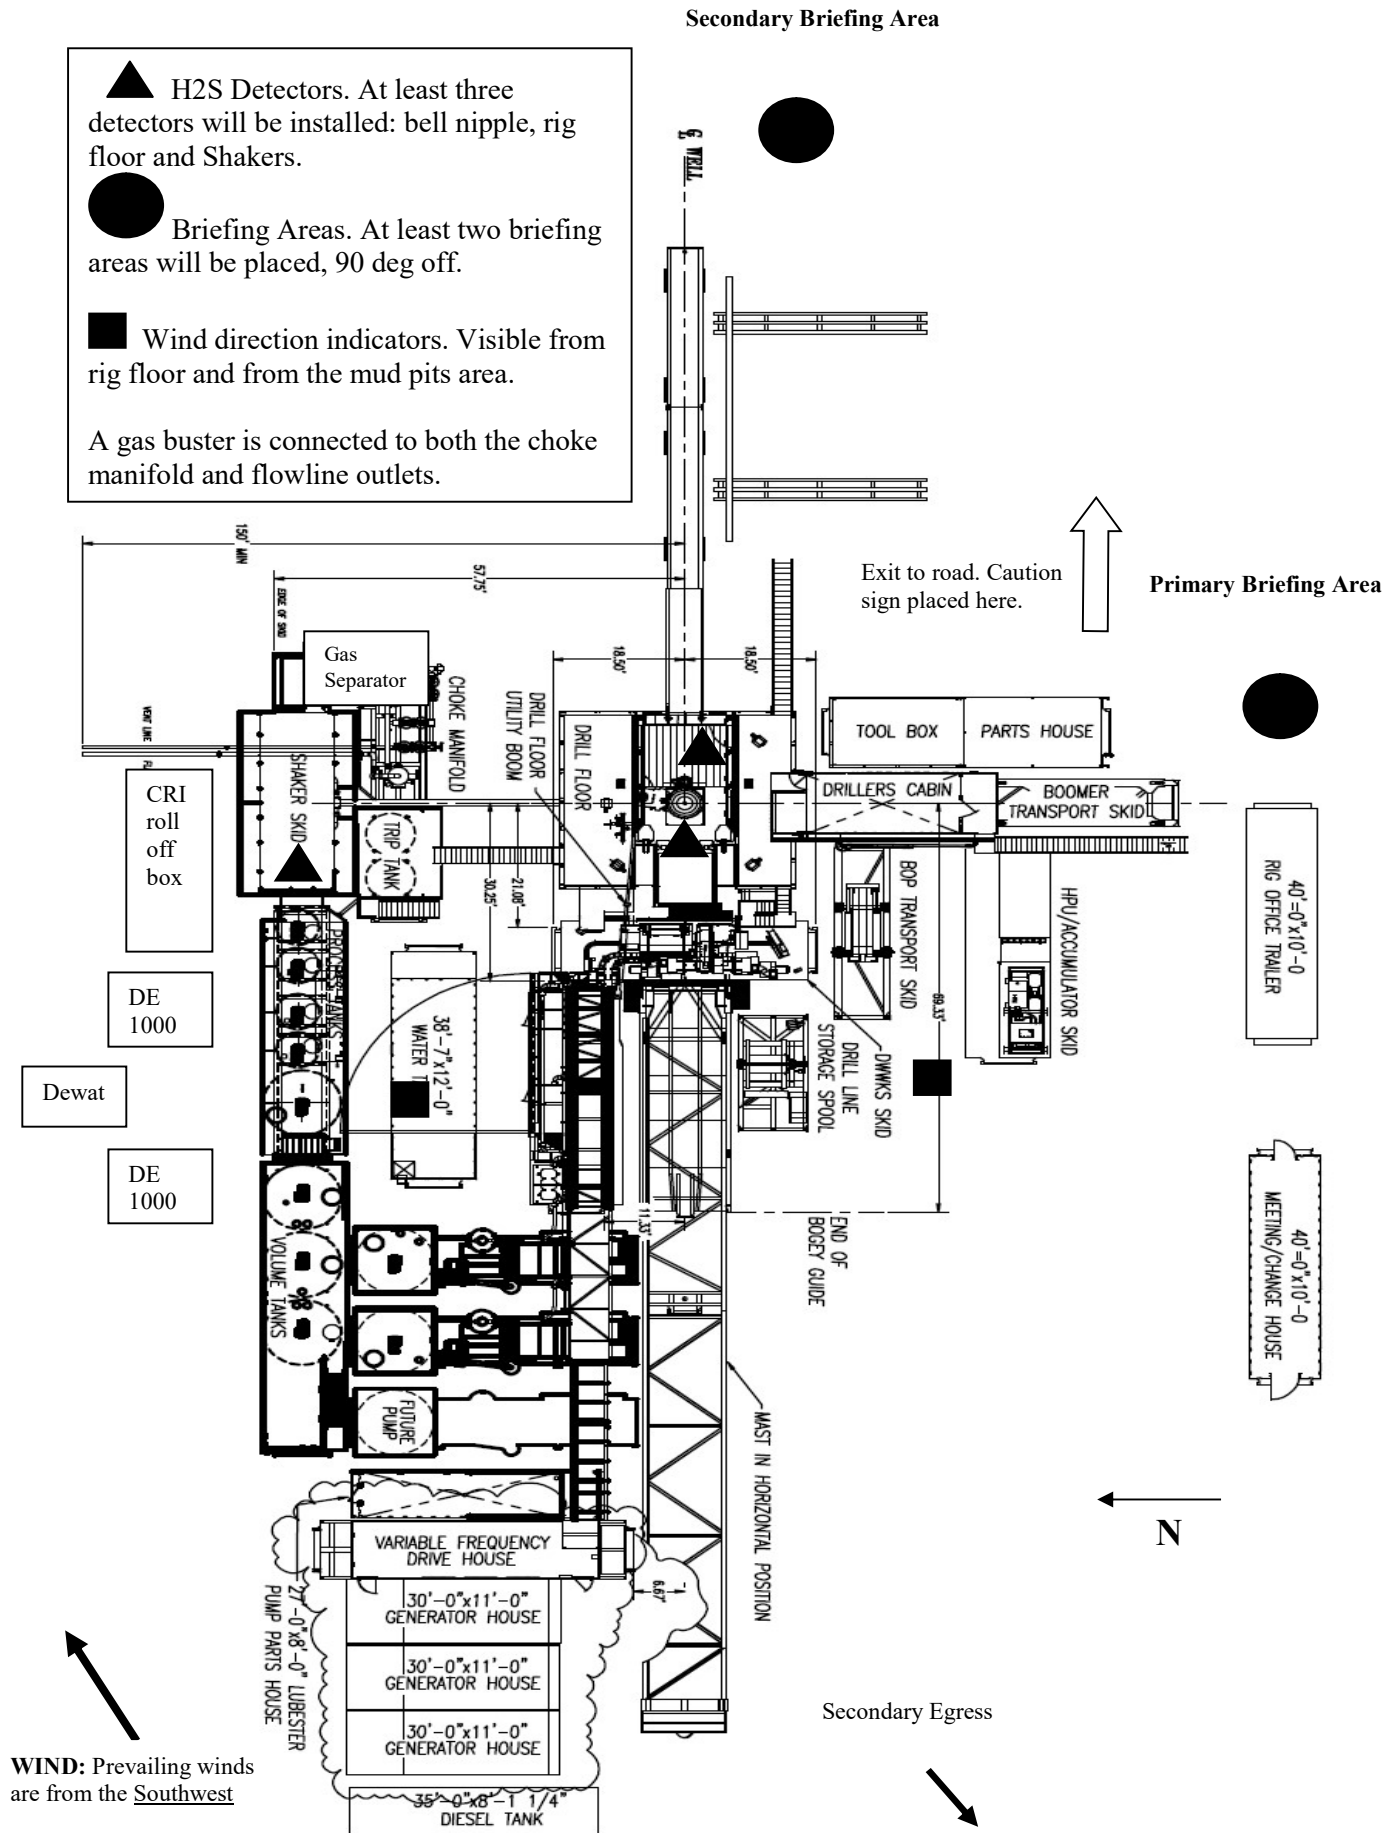 Secondary Briefing Area
H2S Detectors. At least three
detectors will be installed: bell nipple, rig
floor and Shakers.
Briefing Areas. At least two briefing
areas will be placed, 90 deg off.
Wind direction indicators. Visible from
rig floor and from the mud pits area.
A gas buster is connected to both the choke
manifold and flowline outlets.
WELL
150' MIN
57.75'
EDGE OF SKID
Exit to road. Caution
sign placed here.
Primary Briefing Area
Gas
Separator
CHOKE MANIFOLD
DRILL FLOOR
UTILITY BOOM
18.50'
18.50'
DRILL FLOOR
TOOL BOX
PARTS HOUSE
VENT LINE
SHAKER SKID
CRI
roll
off
box
TRIP TANK
DRILLERS CABIN
BOOMER
TRANSPORT SKID
30.25'
21.08'
BOP TRANSPORT SKID
HPU/ACCUMULATOR SKID
40'=0"x10'-0
RIG OFFICE TRAILER
DE
1000
PROCESS TANKS
38'-7"x12'-0"
WATER
69.33'
DRILL LINE
STORAGE SPOOL
DWWKS SKID
Dewat
DE
1000
VOLUME TANKS
11.33'
END OF
BOGEY GUIDE
40'=0"x10'-0
MEETING/CHANGE HOUSE
FUTURE
PUMP
MAST IN HORIZONTAL POSITION
N
VARIABLE FREQUENCY
DRIVE HOUSE
6.67'
27'-0"x8'-0" LUBESTER
PUMP PARTS HOUSE
30'-0"x11'-0"
GENERATOR HOUSE
30'-0"x11'-0"
GENERATOR HOUSE
30'-0"x11'-0"
GENERATOR HOUSE
Secondary Egress
WIND: Prevailing winds
are from the Southwest
35'-0"x8'-1 1/4"
DIESEL TANK